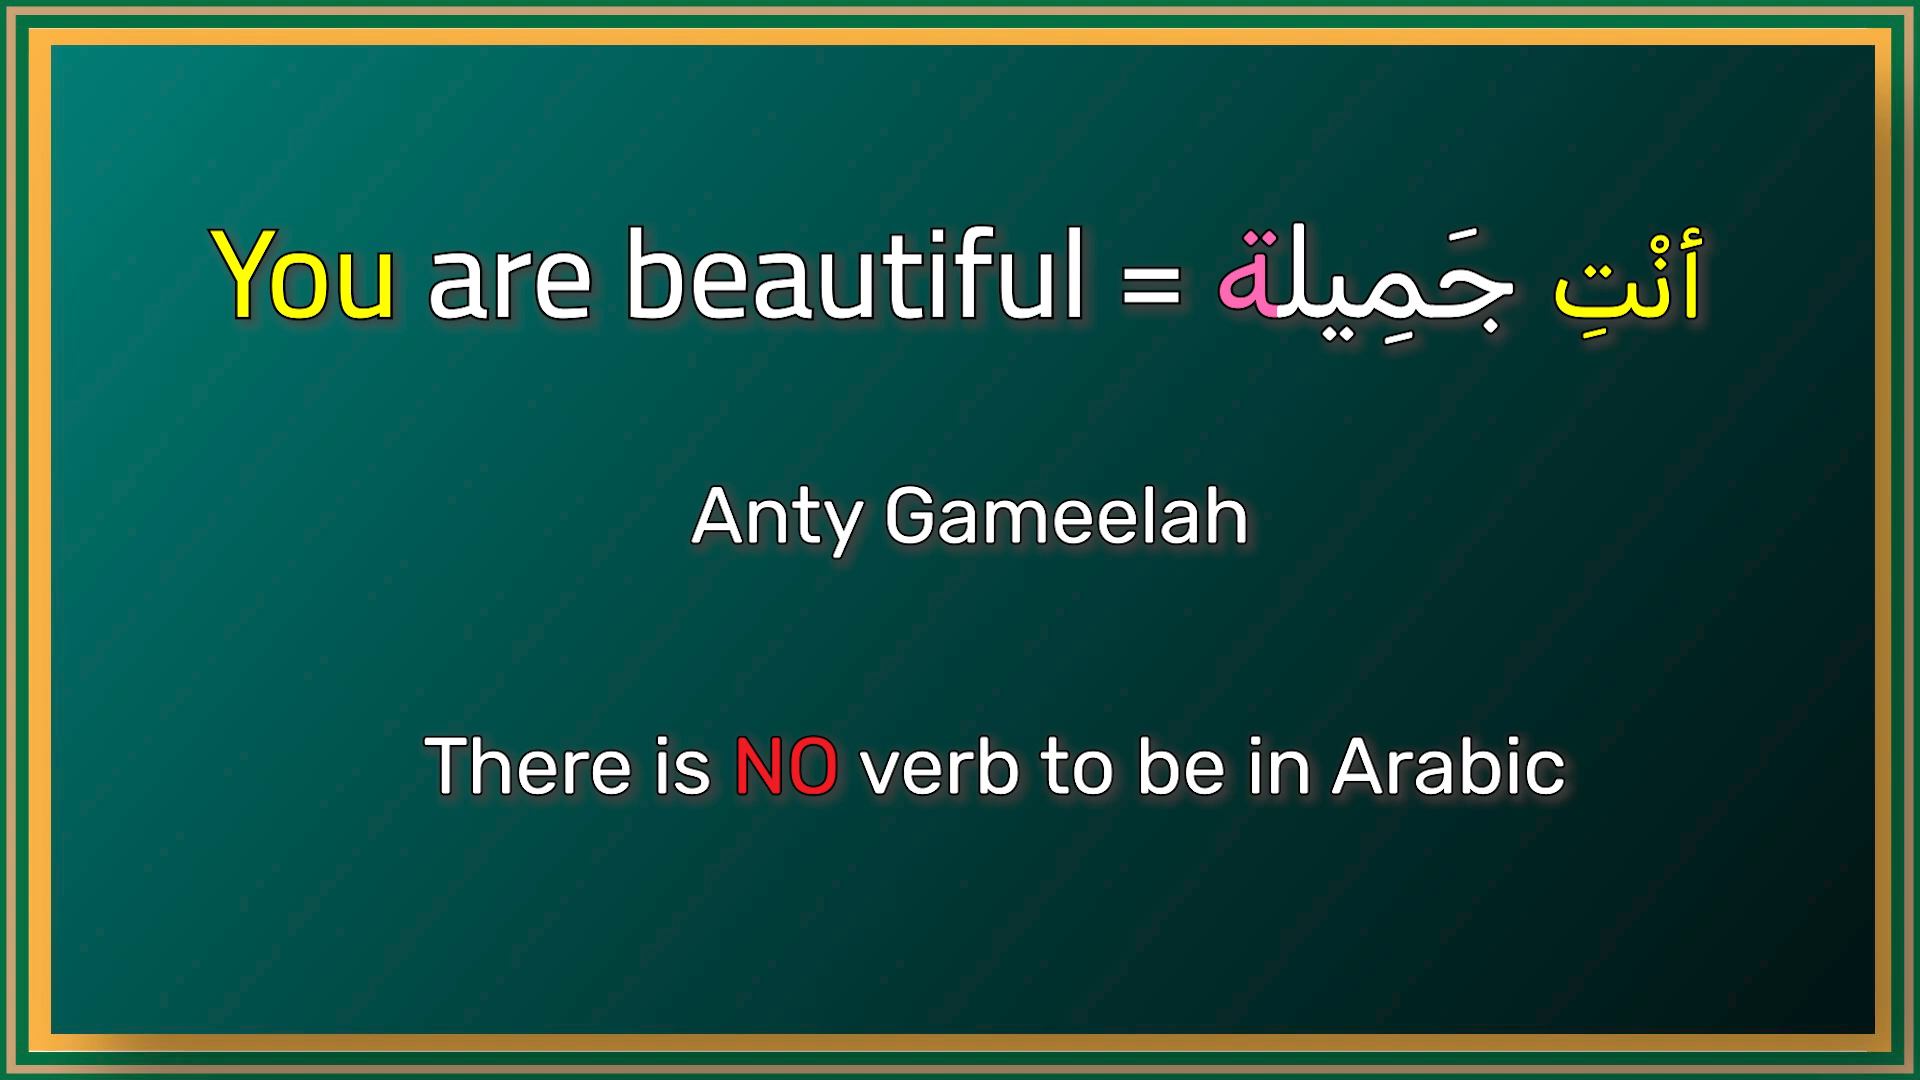 You are beautiful = أنْتِ جَمِيلة
Anty Gameelah
There is NO verb to be in Arabic